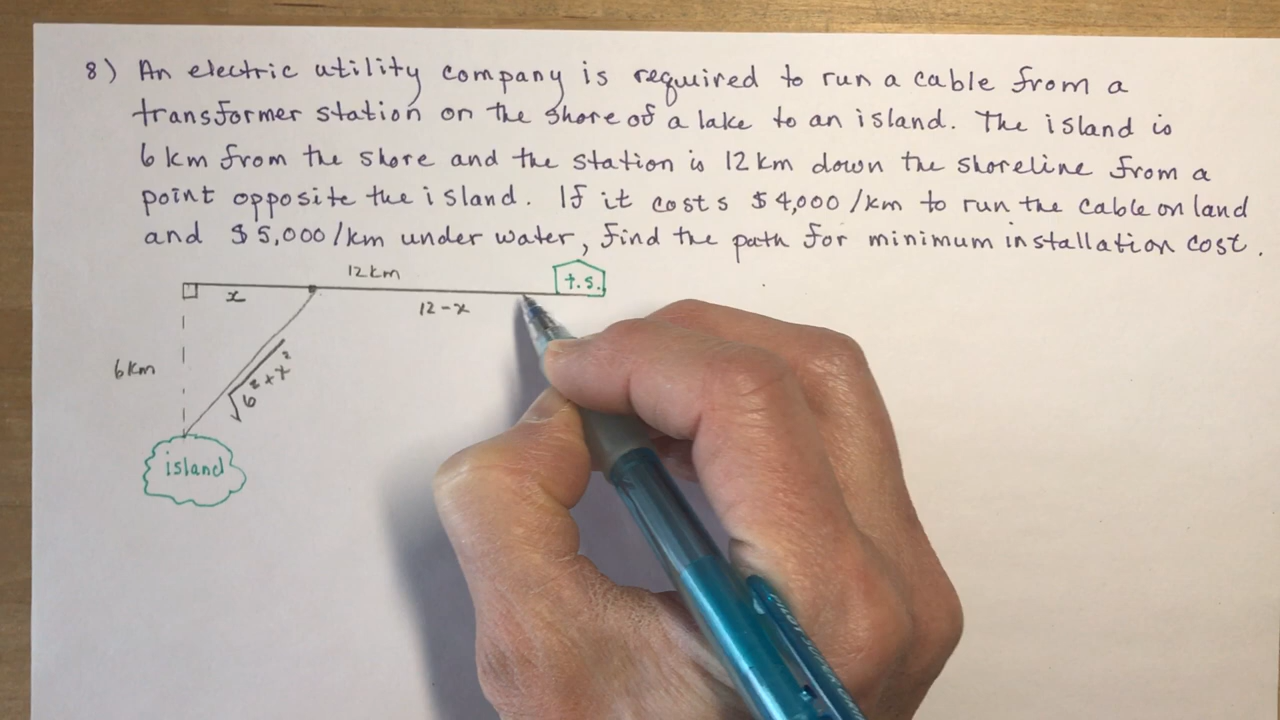 8) An electric utility company is required to run a cable from a
transformer station on the shore of a lake to an island. The island is
6 km from the shore and the station is 12 km down the shoreline from a
point opposite the island. If it costs $4,000/km to run the cable on land
and $5,000/km under water, find the path for minimum installation cost.
12 km
t.s.
x
12-x
6 km
√6²+x²
island